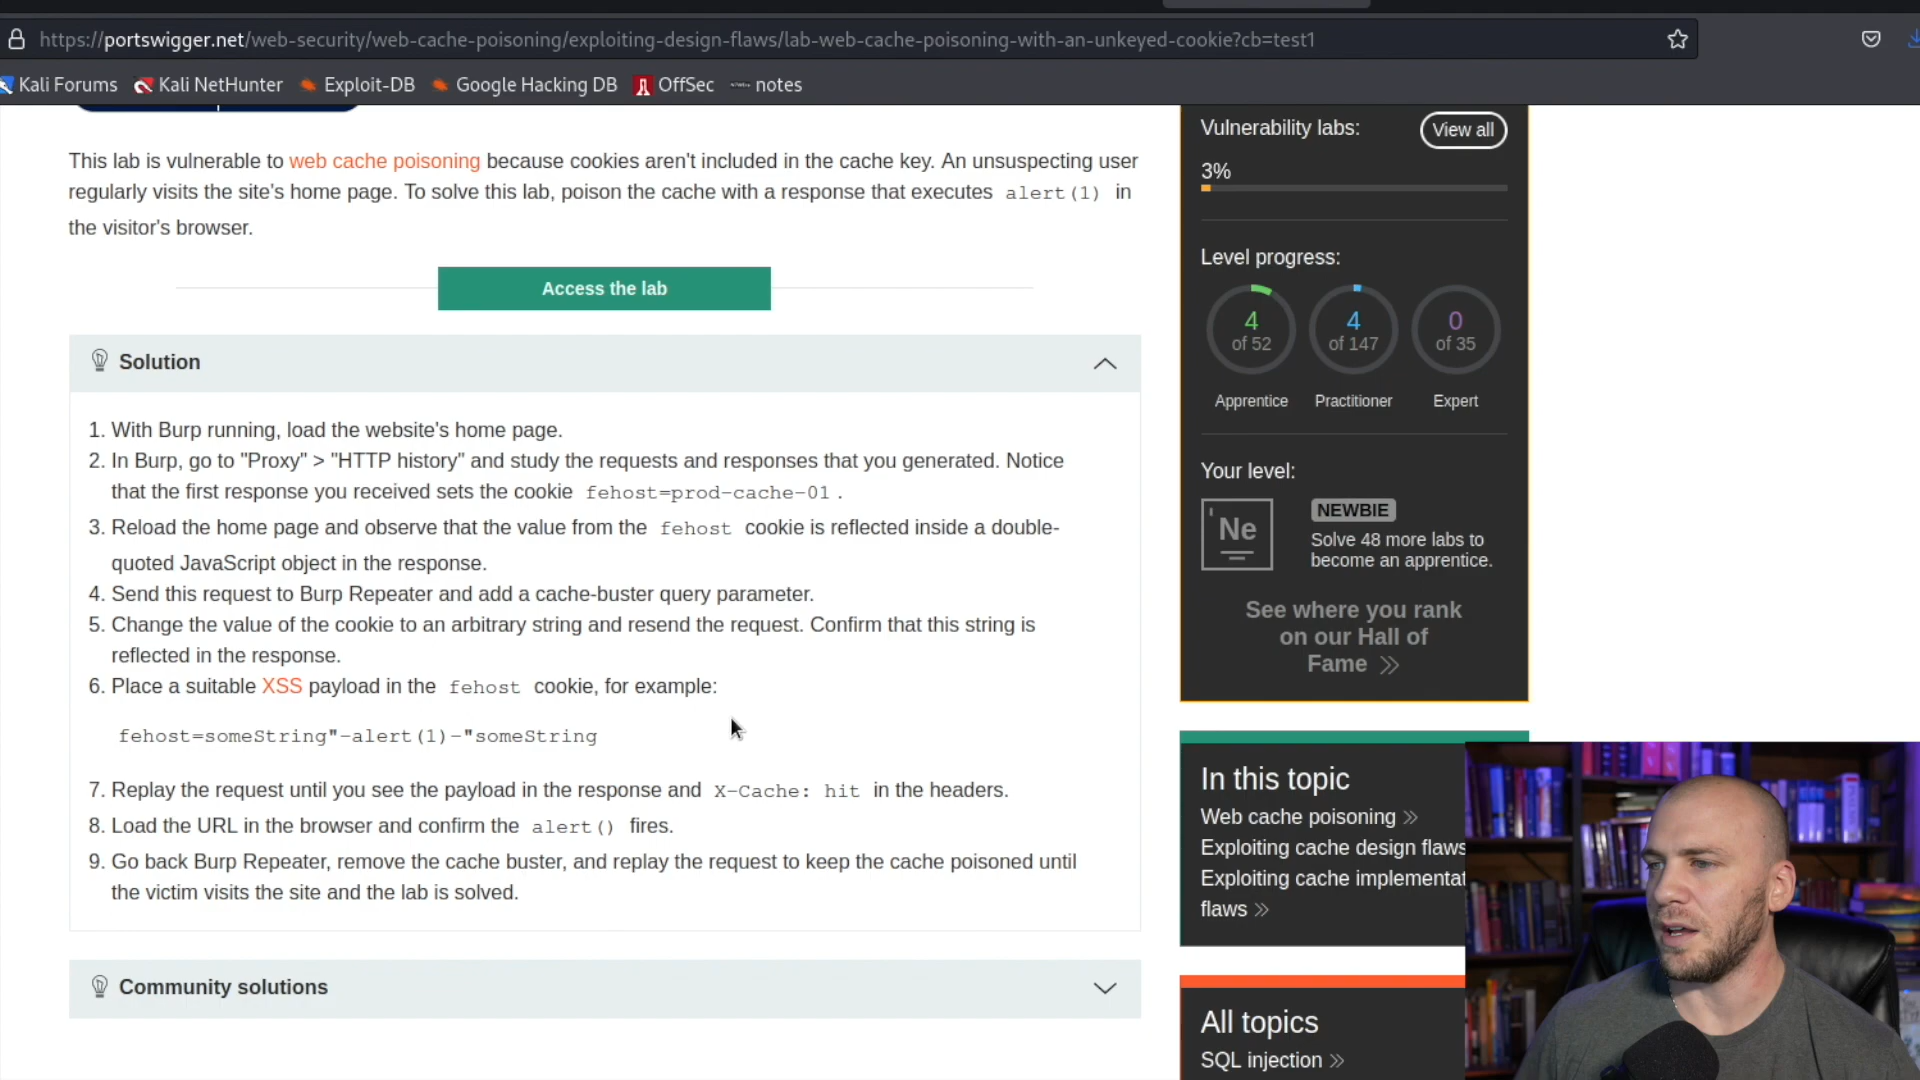 https://portswigger.net/web-security/web-cache-poisoning/exploiting-design-flaws/lab-web-cache-poisoning-with-an-unkeyed-cookie?cb=test1
Kali Forums Kali NetHunter Exploit-DB Google Hacking DB OffSec notes
This lab is vulnerable to web cache poisoning because cookies aren't included in the cache key. An unsuspecting user
regularly visits the site's home page. To solve this lab, poison the cache with a response that executes alert(1) in
the visitor's browser.
Access the lab
Solution
1. With Burp running, load the website's home page.
2. In Burp, go to "Proxy" > "HTTP history" and study the requests and responses that you generated. Notice
that the first response you received sets the cookie fehost=prod-cache-01.
3. Reload the home page and observe that the value from the fehost cookie is reflected inside a double-
quoted JavaScript object in the response.
4. Send this request to Burp Repeater and add a cache-buster query parameter.
5. Change the value of the cookie to an arbitrary string and resend the request. Confirm that this string is
reflected in the response.
6. Place a suitable XSS payload in the fehost cookie, for example:
fehost=someString"-alert(1)-"someString
7. Replay the request until you see the payload in the response and X-Cache: hit in the headers.
8. Load the URL in the browser and confirm the alert() fires.
9. Go back Burp Repeater, remove the cache buster, and replay the request to keep the cache poisoned until
the victim visits the site and the lab is solved.
Community solutions
Vulnerability labs: View all
3%
Level progress:
4 4 0
of 52 of 147 of 35
Apprentice Practitioner Expert
Your level:
Ne
NEWBIE
Solve 48 more labs to
become an apprentice.
See where you rank
on our Hall of
Fame »
In this topic
Web cache poisoning »
Exploiting cache design flaws
Exploiting cache implementat
flaws »
All topics
SQL injection »